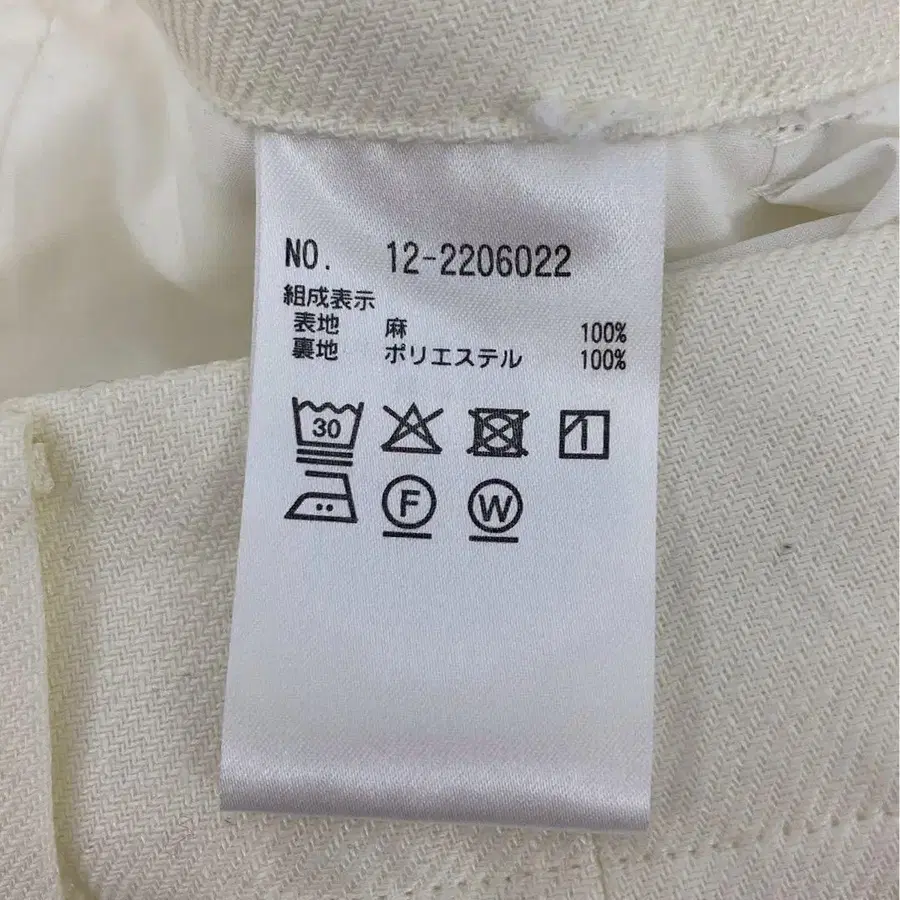 NO. 12-2206022
組成表示
表地 麻 100%
裏地 ポリエステル 100%
30
F W